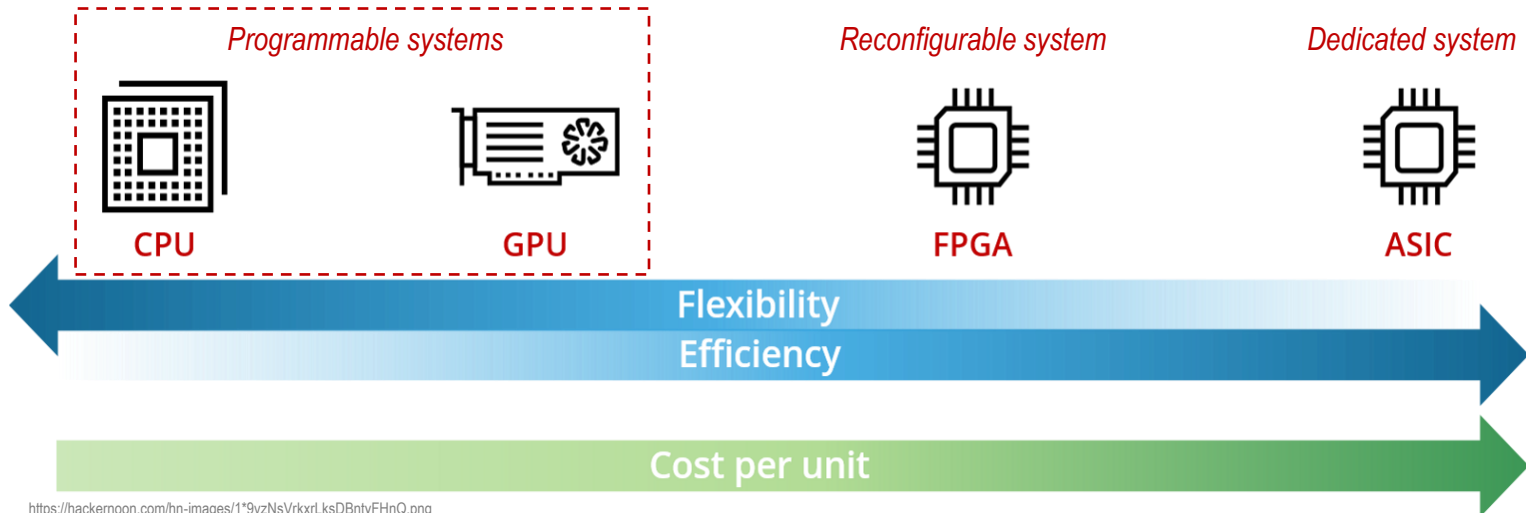 Programmable systems
Reconfigurable system
Dedicated system
CPU
GPU
FPGA
ASIC
Flexibility
Efficiency
Cost per unit